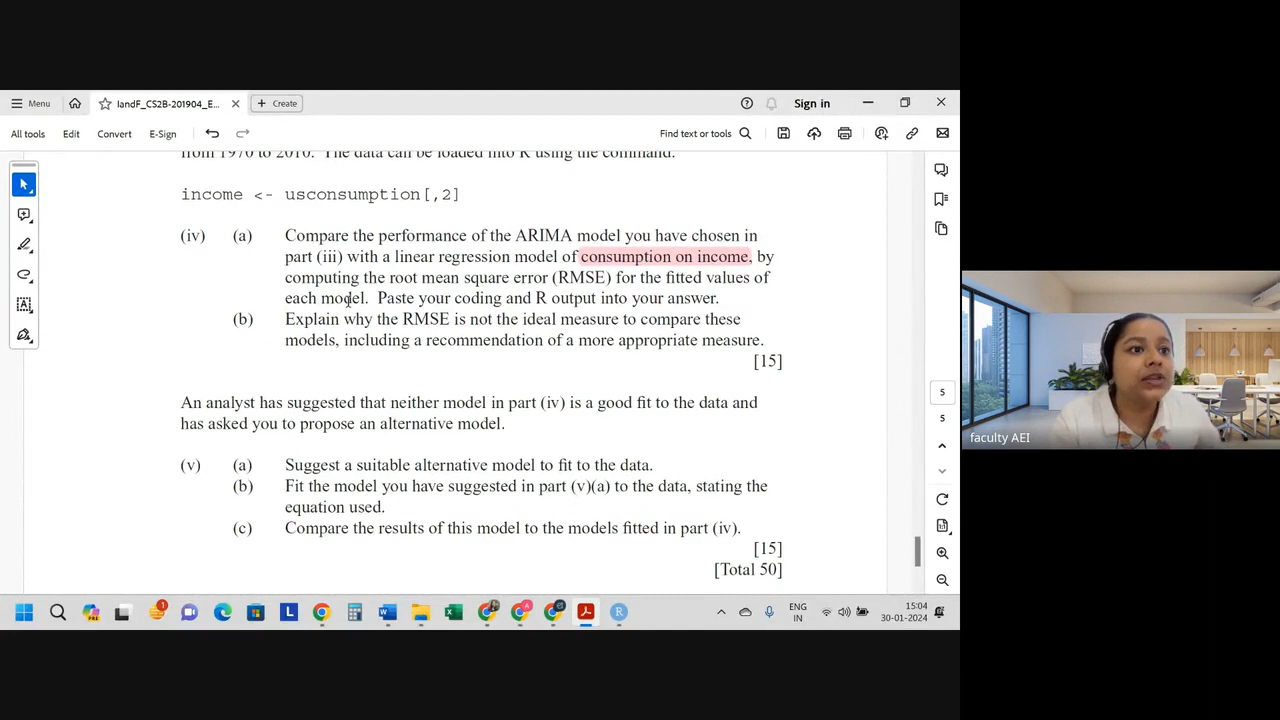 Menu
IandF_CS2B-201904_E...
Create
Sign in
All tools
Edit
Convert
E-Sign
Find text or tools
from 1970 to 2010. The data can be loaded into R using the command:
income <- usconsumption[,2]
(iv) (a) Compare the performance of the ARIMA model you have chosen in
part (iii) with a linear regression model of consumption on income, by
computing the root mean square error (RMSE) for the fitted values of
each model. Paste your coding and R output into your answer.
(b) Explain why the RMSE is not the ideal measure to compare these
models, including a recommendation of a more appropriate measure.
[15]
An analyst has suggested that neither model in part (iv) is a good fit to the data and
has asked you to propose an alternative model.
(v) (a) Suggest a suitable alternative model to fit to the data.
(b) Fit the model you have suggested in part (v)(a) to the data, stating the
equation used.
(c) Compare the results of this model to the models fitted in part (iv).
[15]
[Total 50]
5
5
faculty AEI
PRE
1
L
ENG
IN
15:04
30-01-2024